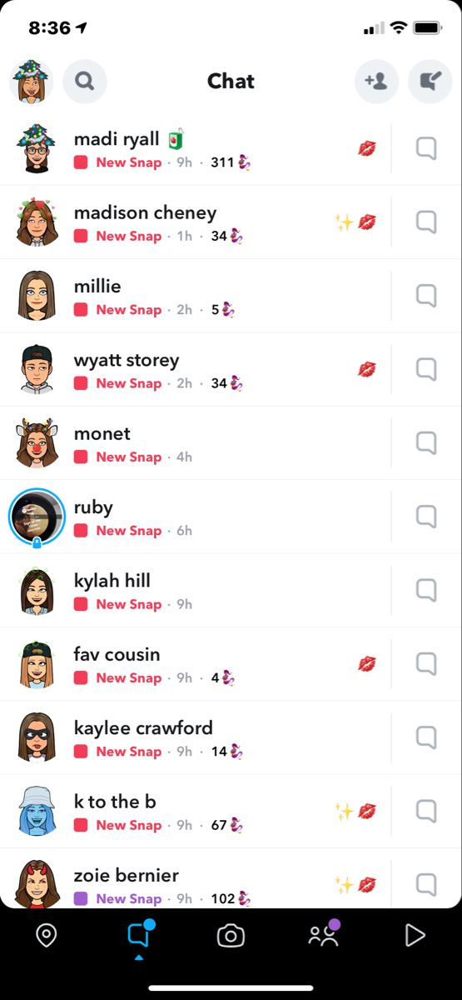 8:36
Chat
madi ryall
New Snap · 9h · 311
madison cheney
New Snap · 1h · 34
millie
New Snap · 2h · 5
wyatt storey
New Snap · 2h · 34
monet
New Snap · 4h
ruby
New Snap · 6h
kylah hill
New Snap · 9h
fav cousin
New Snap · 9h · 4
kaylee crawford
New Snap · 9h · 14
k to the b
New Snap · 9h · 67
zoie bernier
New Snap · 9h · 102